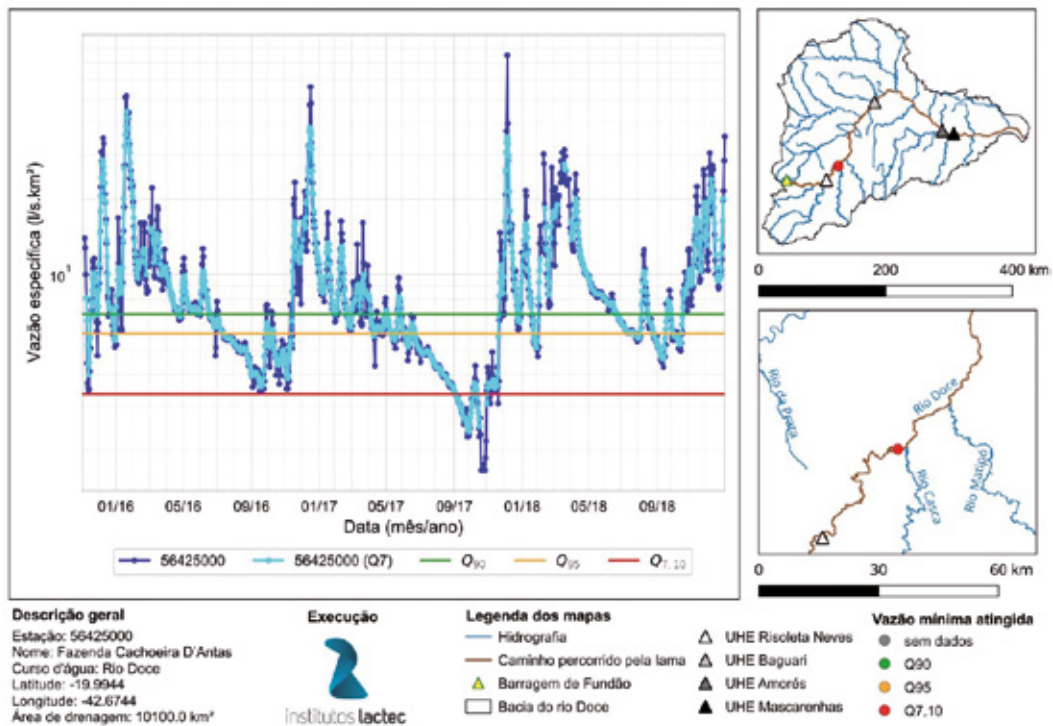 Vazão específica (l/s.km²)
10¹
01/16 05/16 09/16 01/17 05/17 09/17 01/18 05/18 09/18
Data (mês/ano)
56425000 56425000 (Q7) Q90 Q95 Q7,10
0 200 400 km
Rio da Prata
Rio Doce
Rio Casca
Rio Matipó
0 30 60 km
Descrição geral
Estação: 56425000
Nome: Fazenda Cachoeira D'Antas
Curso d'água: Rio Doce
Latitude: -19.9944
Longitude: -42.6744
Área de drenagem: 10100.0 km²
Execução
institutos lactec
Legenda dos mapas
Hidrografia
Caminho percorrido pela lama
Barragem de Fundão
Bacia do rio Doce
UHE Risoleta Neves
UHE Baguari
UHE Aimorés
UHE Mascarenhas
Vazão mínima atingida
sem dados
Q90
Q95
Q7,10